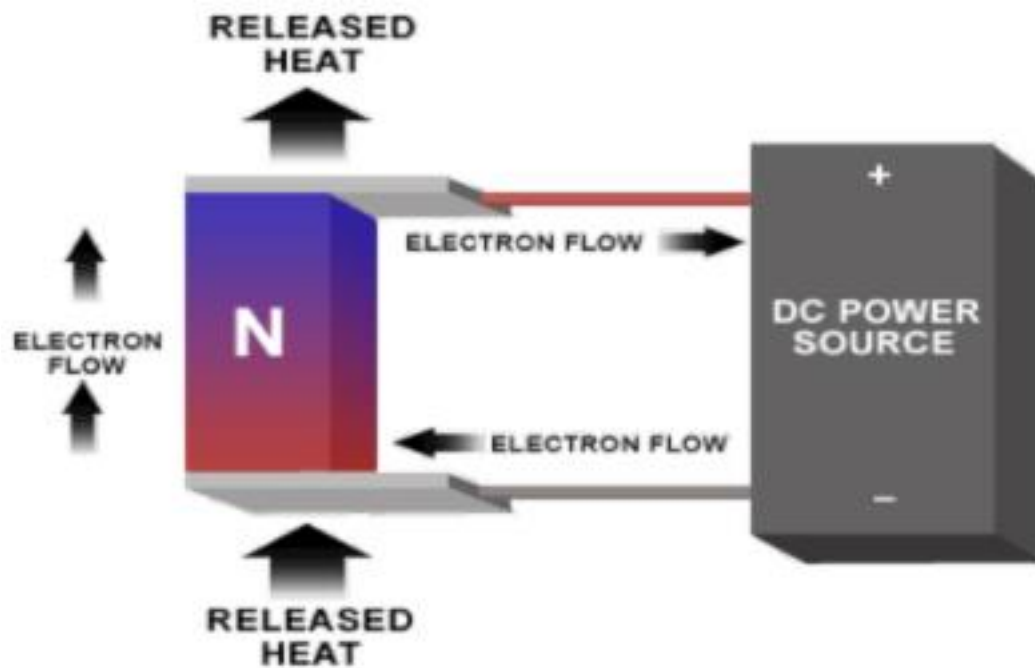 RELEASED
HEAT
+
ELECTRON FLOW
DC POWER
SOURCE
N
ELECTRON
FLOW
ELECTRON FLOW
–
RELEASED
HEAT